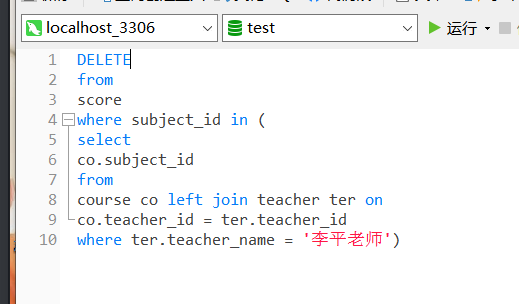 localhost_3306 test 运行
1 DELETE
2 from
3 score
4 where subject_id in (
5 select
6 co.subject_id
7 from
8 course co left join teacher ter on
9 co.teacher_id = ter.teacher_id
10 where ter.teacher_name = '李平老师')